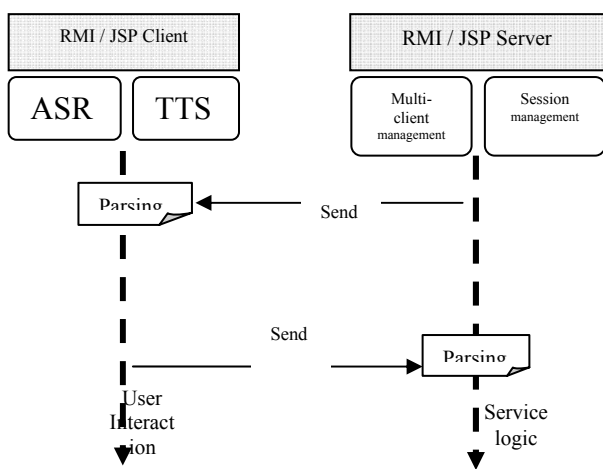 RMI / JSP Client
RMI / JSP Server
ASR
TTS
Multi-
client
management
Session
management
Parsing
Send
Send
Parsing
User
Interact
ion
Service
logic